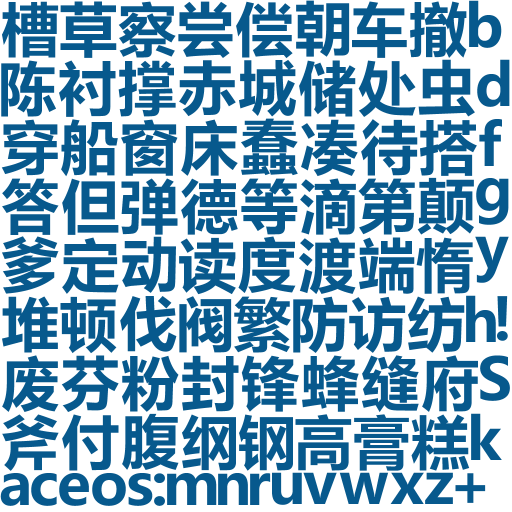 槽草察尝偿朝车撤b
陈衬撑赤城储处虫d
穿船窗床蠢凑待搭f
答但弹德等滴第颠g
爹定动读度渡端惰y
堆顿伐阀繁防访纺h!
废芬粉封锋蜂缝府S
斧付腹纲钢高膏糕k
aceos:mnruvwxz+